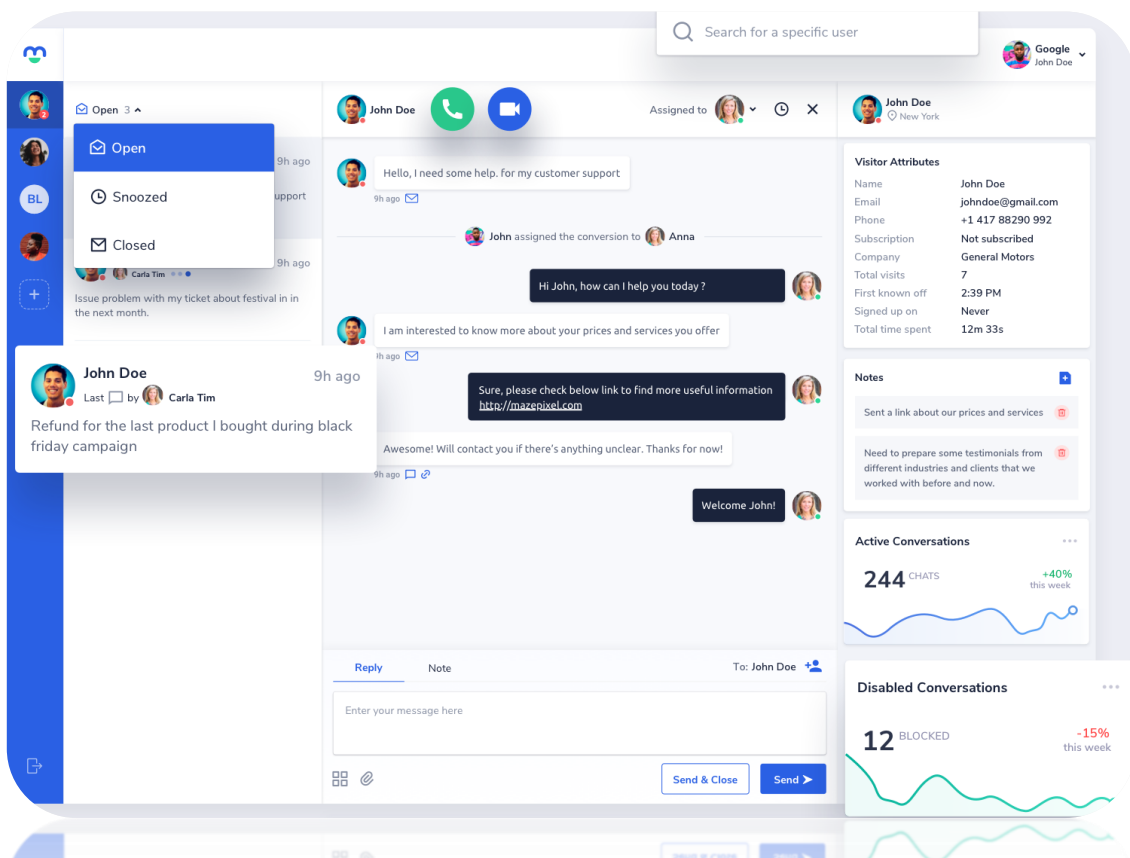 Search for a specific user
Google
John Doe
2
BL
+
Open 3
Open
Snoozed
Closed
9h ago
upport
9h ago
Carla Tim
Issue problem with my ticket about festival in in
the next month.
John Doe
9h ago
Last by Carla Tim
Refund for the last product I bought during black
friday campaign
John Doe
Assigned to
Hello, I need some help. for my customer support
9h ago
John assigned the conversion to Anna
Hi John, how can I help you today ?
I am interested to know more about your prices and services you offer
9h ago
Sure, please check below link to find more useful information
http://mazepixel.com
Awesome! Will contact you if there's anything unclear. Thanks for now!
9h ago
Welcome John!
Reply
Note
To: John Doe
Enter your message here
Send & Close
Send
John Doe
New York
Visitor Attributes
Name John Doe
Email johndoe@gmail.com
Phone +1 417 88290 992
Subscription Not subscribed
Company General Motors
Total visits 7
First known off 2:39 PM
Signed up on Never
Total time spent 12m 33s
Notes
Sent a link about our prices and services
Need to prepare some testimonials from
different industries and clients that we
worked with before and now.
Active Conversations
244 CHATS
+40%
this week
Disabled Conversations
12 BLOCKED
-15%
this week